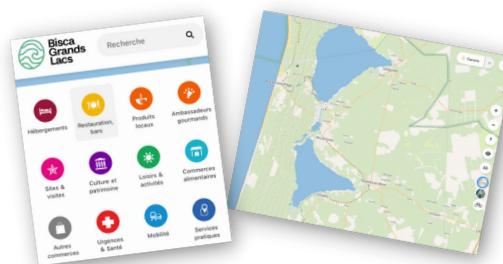 Bisca
Grands
Lacs
Recherche
Hébergements
Restauration,
bars
Produits
locaux
Ambassadeurs
gourmands
Sites &
visites
Culture et
patrimoine
Loisirs &
activités
Commerces
alimentaires
Autres
commerces
Urgences
& Santé
Mobilité
Services
pratiques